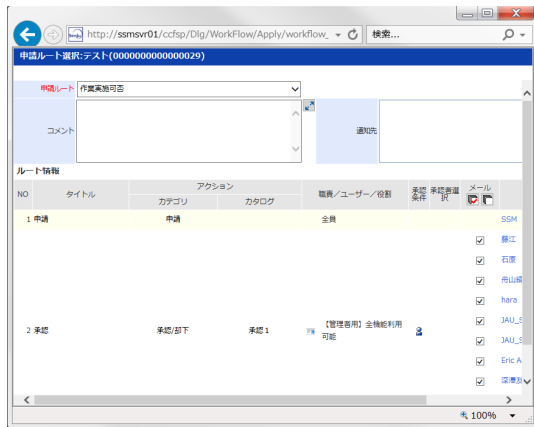 http://ssmsvr01/ccfsp/Dlg/WorkFlow/Apply/workflow_
検索...
申請ルート選択:テスト(0000000000000029)
申請ルート 作業実施可否
コメント
通知先
ルート情報
NO タイトル アクション 職責/ユーザー/役割 承認条件 承認者選択 メール
カテゴリ カタログ
1 申請 申請 全員 SSM
藤江
石原
hara
JAU_S
2 承認 承認/部下 承認1 【管理者用】全機能利用可能
JAU_S
Eric A
100%